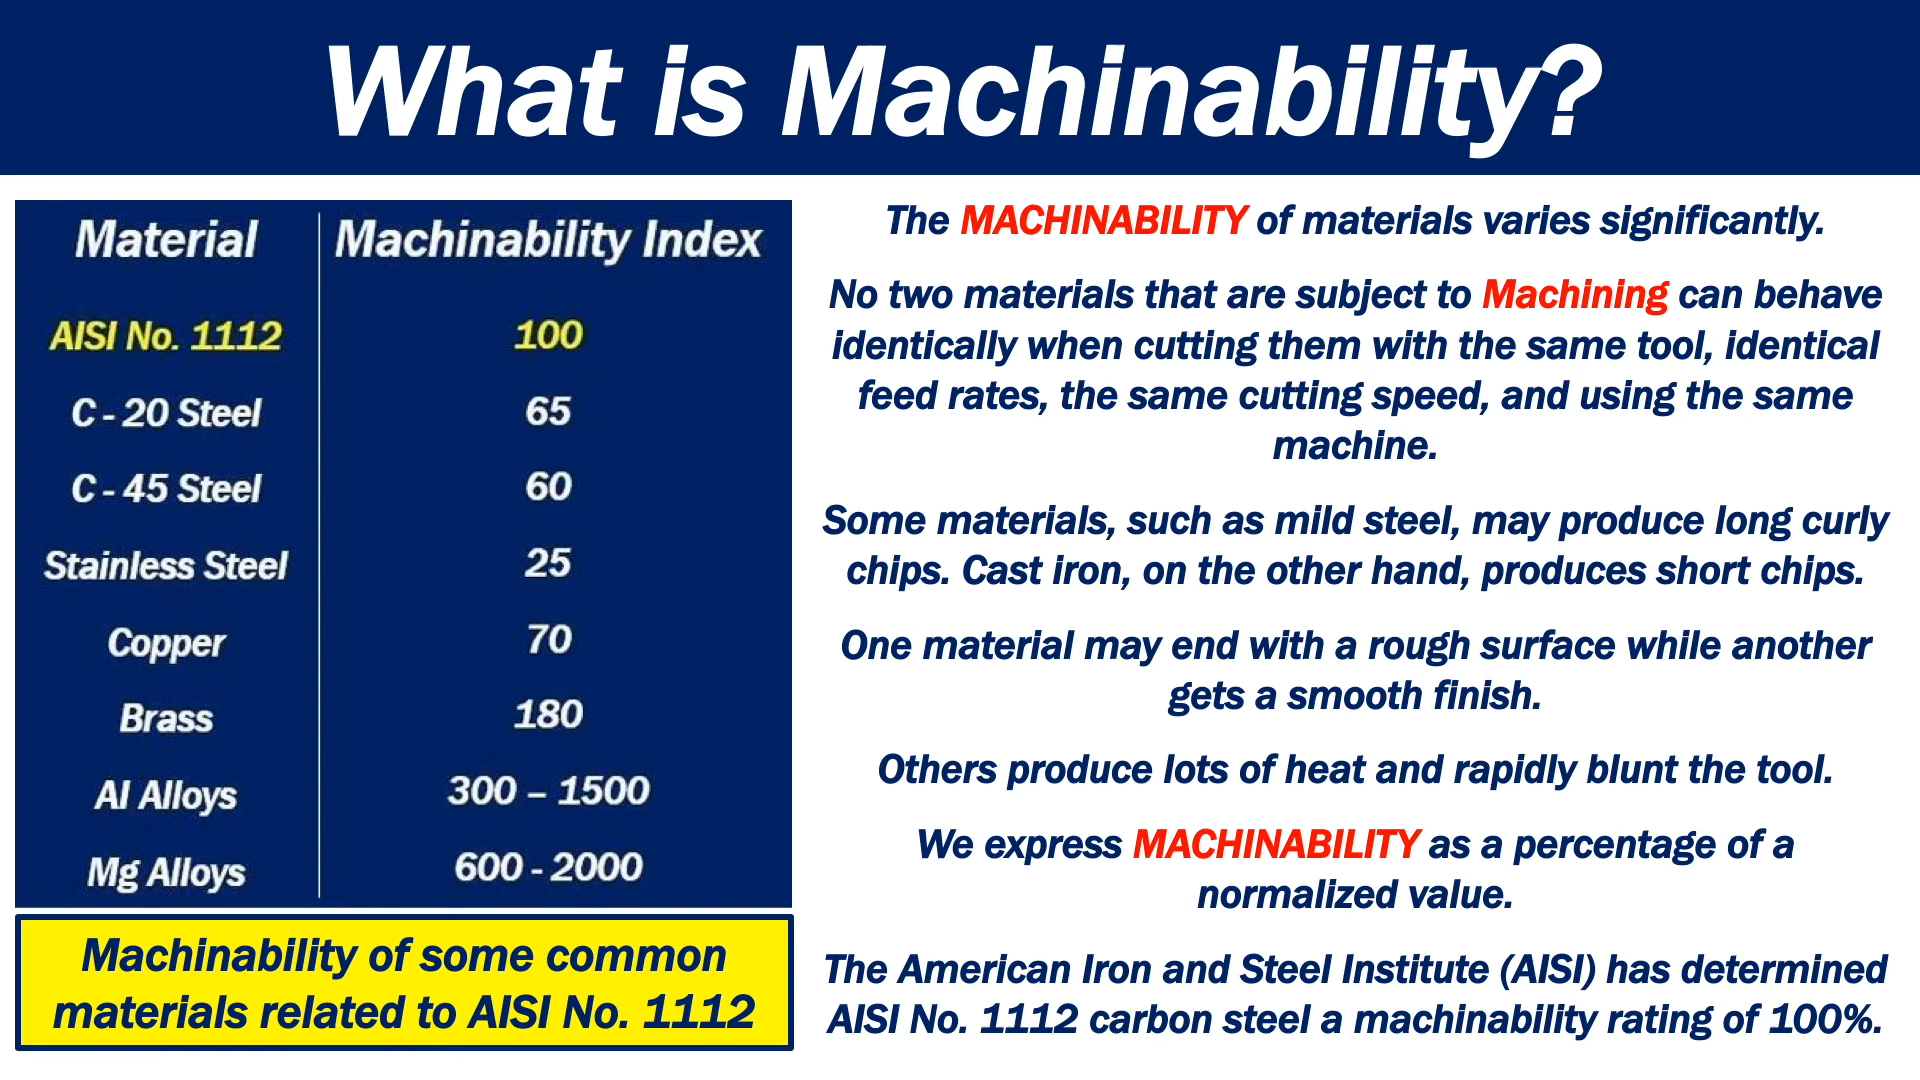 What is Machinability?
Material Machinability Index
AISI No. 1112 100
C - 20 Steel 65
C - 45 Steel 60
Stainless Steel 25
Copper 70
Brass 180
Al Alloys 300 – 1500
Mg Alloys 600 - 2000
Machinability of some common
materials related to AISI No. 1112
The MACHINABILITY of materials varies significantly.
No two materials that are subject to Machining can behave
identically when cutting them with the same tool, identical
feed rates, the same cutting speed, and using the same
machine.
Some materials, such as mild steel, may produce long curly
chips. Cast iron, on the other hand, produces short chips.
One material may end with a rough surface while another
gets a smooth finish.
Others produce lots of heat and rapidly blunt the tool.
We express MACHINABILITY as a percentage of a
normalized value.
The American Iron and Steel Institute (AISI) has determined
AISI No. 1112 carbon steel a machinability rating of 100%.